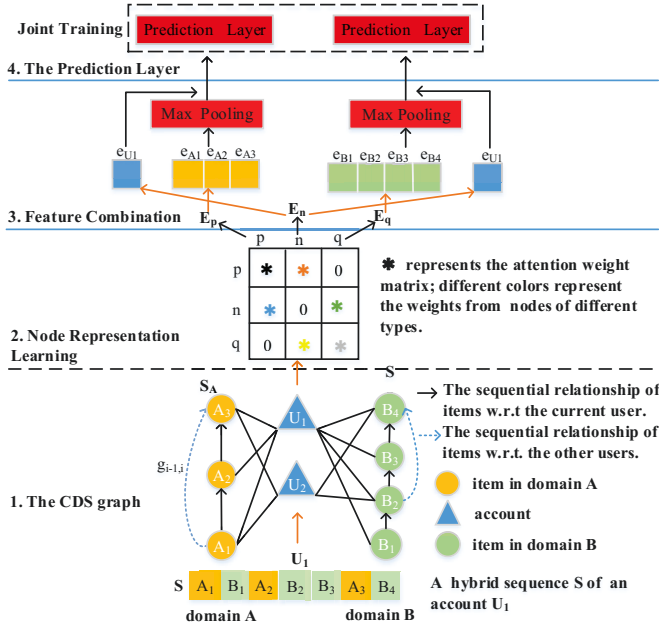 Joint Training
Prediction Layer
Prediction Layer
4. The Prediction Layer
Max Pooling
Max Pooling
eU1
eA1 eA2 eA3
eB1 eB2 eB3 eB4
eU1
3. Feature Combination
Ep
En
Eq
p n q
p * * 0
n * 0 *
q 0 * *
* represents the attention weight
matrix; different colors represent
the weights from nodes of different
types.
2. Node Representation
Learning
SA
S
A3
U1
B4
The sequential relationship of
items w.r.t the current user.
The sequential relationship of
items w.r.t. the other users.
gi-1,i
A2
U2
B3
B2
1. The CDS graph
item in domain A
account
A1
B1
item in domain B
U1
S A1 B1 A2 B2 B3 A3 B4
domain A
domain B
A hybrid sequence S of an
account U1